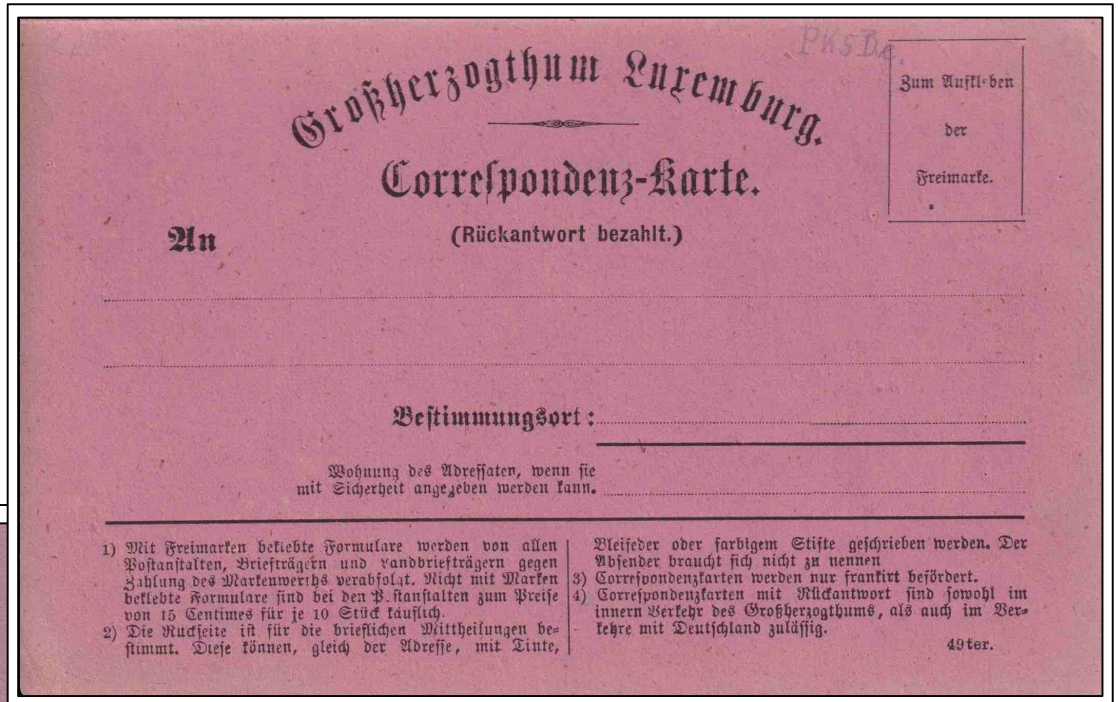 PKsBc.
Großherzogthum Luxemburg.
Zum Aufkl ben
der
Freimarke.
Correspondenz-Karte.
(Rückantwort bezahlt.)
An
Bestimmungsort:
Wohnung des Adressaten, wenn sie
mit Sicherheit angegeben werden kann.
1) Mit Freimarken beklebte Formulare werden von allen
Postanstalten, Briefträgern und Landbriefträgern gegen
Zahlung des Markenwerths verabfolgt. Nicht mit Marken
beklebte Formulare sind bei den P.stanstalten zum Preise
von 15 Centimes für je 10 Stück käuflich.
2) Die Rückseite ist für die brieflichen Mittheilungen be=
stimmt. Diese können, gleich der Adresse, mit Tinte,
Bleifeder oder farbigem Stifte geschrieben werden. Der
Absender braucht sich nicht zu nennen
3) Correspondenzkarten werden nur frankirt befördert.
4) Correspondenzkarten mit Rückantwort sind sowohl im
innern Verkehr des Großherzogthums, als auch im Ver=
kehre mit Deutschland zulässig.
49ter.